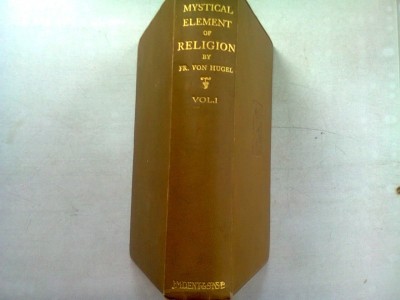 MYSTICAL
ELEMENT
OF
RELIGION
BY
FR. VON HUGEL
VOL.I